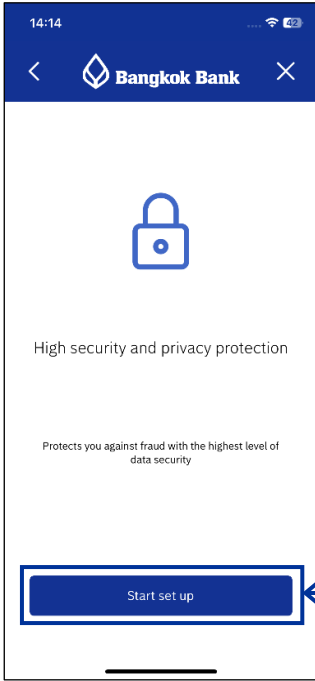 14:14
42
Bangkok Bank
High security and privacy protection
Protects you against fraud with the highest level of
data security
Start set up